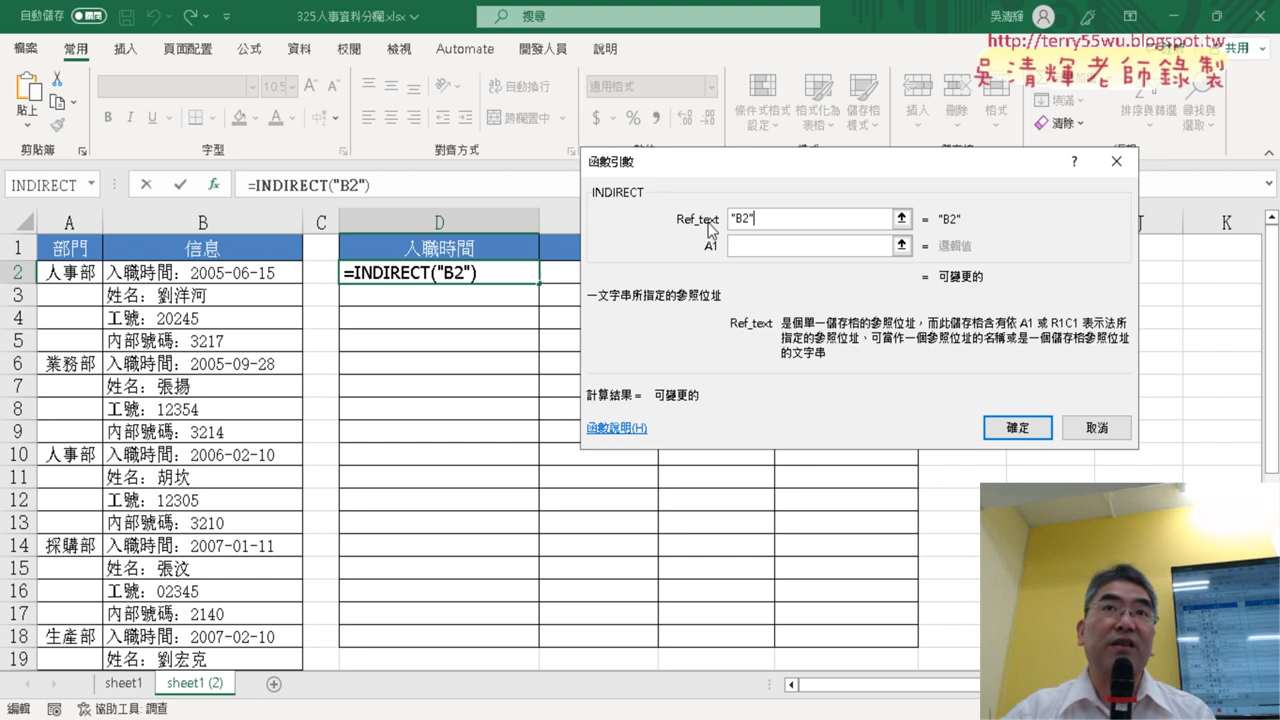 自動儲存 開啟 325人事資料分欄.xlsx 搜尋 吳清輝
http://terry55wu.blogspot.tw
吳清輝老師錄製
檔案 常用 插入 頁面配置 公式 資料 校閱 檢視 Automate 開發人員 說明 共用
貼上 10.5 B I U 自動換行 跨欄置中 通用格式 $ % 條件式格式設定 格式化為表格 儲存格樣式 插入 刪除 格式 填滿 清除 排序與篩選 尋找與選取
剪貼簿 字型 對齊方式
INDIRECT =INDIRECT("B2")
函數引數 ? ×
INDIRECT
Ref_text "B2" = "B2"
A1 = 邏輯值
= 可變更的
一文字串所指定的參照位址
Ref_text 是個單一儲存格的參照位址，而此儲存格含有依 A1 或 R1C1 表示法所
指定的參照位址、可當作一個參照位址的名稱或是一個儲存格參照位址
的文字串
計算結果 = 可變更的
函數說明(H) 確定 取消
A B C D J K
1 部門 信息 入職時間
2 人事部 入職時間: 2005-06-15 =INDIRECT("B2")
3 姓名: 劉洋河
4 工號: 20245
5 內部號碼: 3217
6 業務部 入職時間: 2005-09-28
7 姓名: 張揚
8 工號: 12354
9 內部號碼: 3214
10 人事部 入職時間: 2006-02-10
11 姓名: 胡坎
12 工號: 12305
13 內部號碼: 3210
14 採購部 入職時間: 2007-01-11
15 姓名: 張汶
16 工號: 02345
17 內部號碼: 2140
18 生產部 入職時間: 2007-02-10
19 姓名: 劉宏克
sheet1 sheet1 (2)
編輯 協助工具: 調查